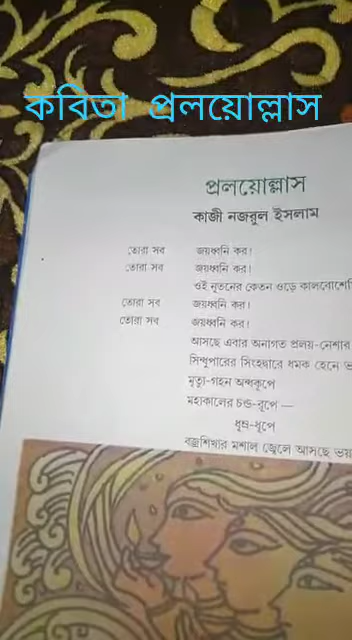 কবিতা প্রলয়োল্লাস
প্রলয়োল্লাস
কাজী নজরুল ইসলাম
তোরা সব জয়ধ্বনি কর!
তোরা সব জয়ধ্বনি কর!
ওই নূতনের কেতন ওড়ে
তোরা সব জয়ধ্বনি কর!
তোরা সব জয়ধ্বনি কর!
আসছে এবার অনাগত প্রলয়-নেশার
সিন্ধুপারের সিংহদ্বারে ধমক হেনে
মৃত্যু-গহন অন্ধকূপে
মহাকালের চণ্ড-রূপে —
ধূম্র-ধূপে
বজ্রশিখার মশাল জ্বেলে আসছে